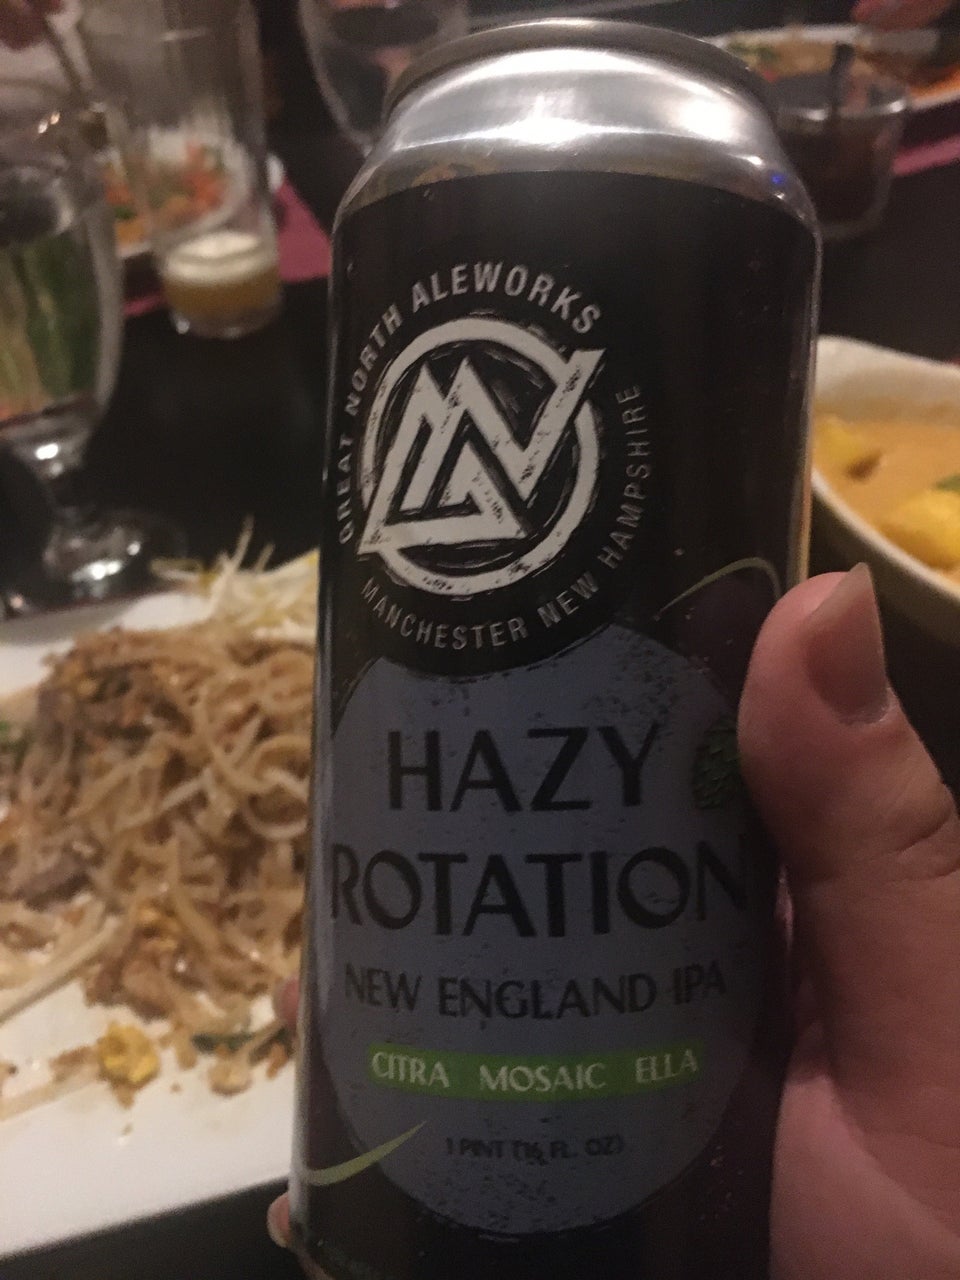 GREAT NORTH ALEWORKS
MANCHESTER NEW HAMPSHIRE
HAZY
ROTATION
NEW ENGLAND IPA
CITRA MOSAIC ELLA
1 PINT (16 FL. OZ)